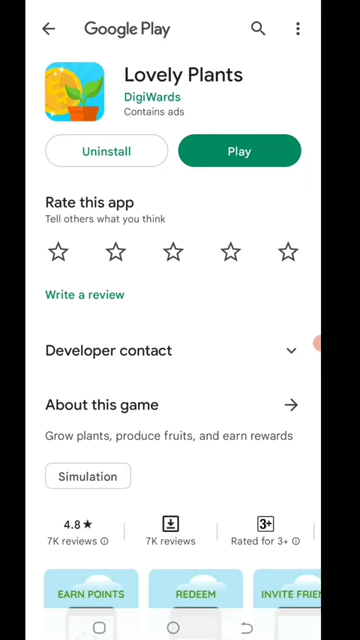 Google Play
Lovely Plants
DigiWards
Contains ads
Uninstall
Play
Rate this app
Tell others what you think
Write a review
Developer contact
About this game
Grow plants, produce fruits, and earn rewards
Simulation
4.8★
7K reviews
7K reviews
3+
Rated for 3+
EARN POINTS
REDEEM
INVITE FRIEN